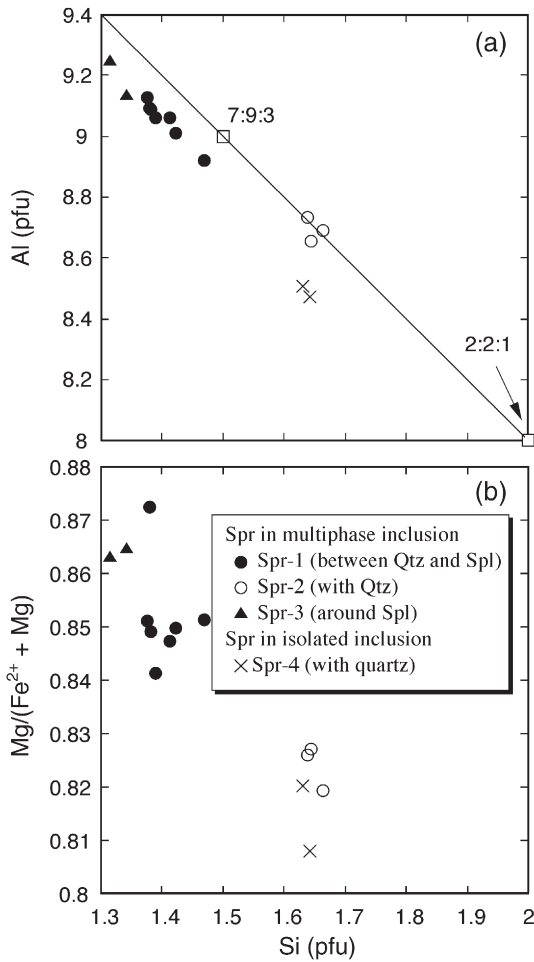 (a)
9.4
9.2
9
8.8
8.6
8.4
8.2
8
Al (pfu)
7:9:3
2:2:1
(b)
0.88
0.87
0.86
0.85
0.84
0.83
0.82
0.81
0.8
Mg/(Fe²⁺ + Mg)
Spr in multiphase inclusion
Spr-1 (between Qtz and Spl)
Spr-2 (with Qtz)
Spr-3 (around Spl)
Spr in isolated inclusion
Spr-4 (with quartz)
1.3 1.4 1.5 1.6 1.7 1.8 1.9 2
Si (pfu)